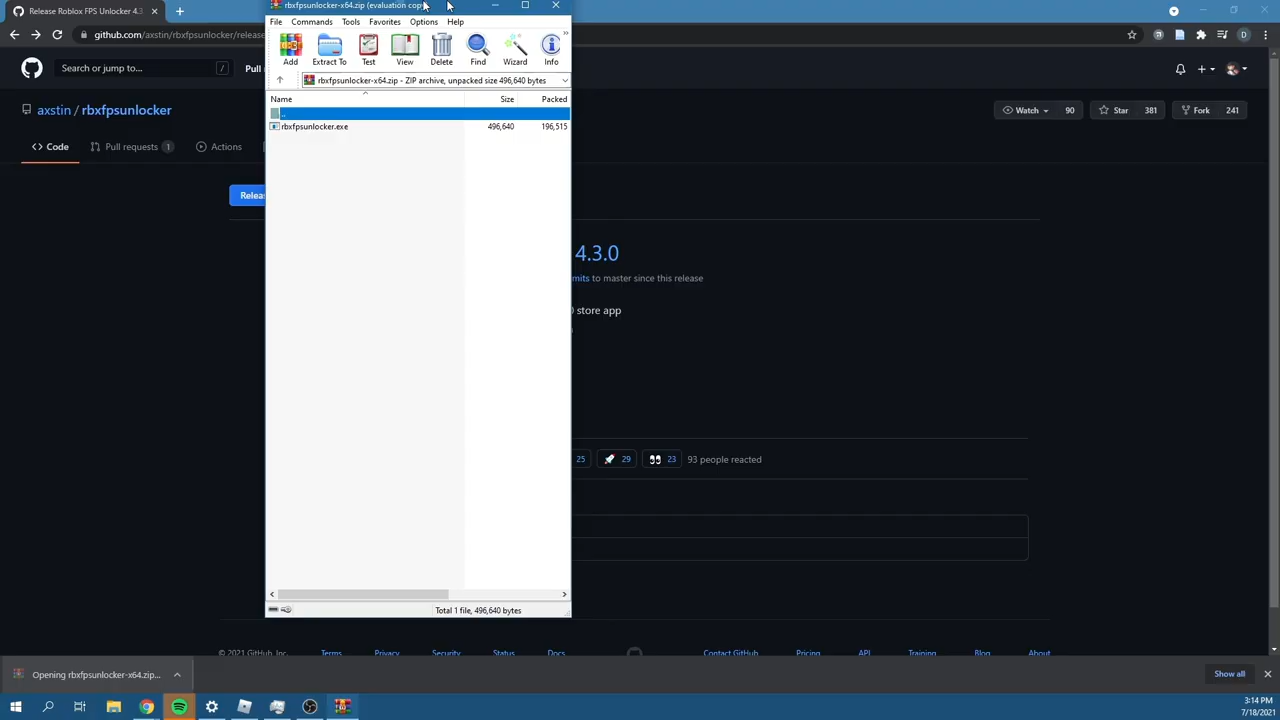 Release Roblox FPS Unlocker 4.3
rbxfpsunlocker-x64.zip (evaluation copy)
File Commands Tools Favorites Options Help
github.com/axstin/rbxfpsunlocker/release
Add Extract To Test View Delete Find Wizard Info
Search or jump to... /
Pull
rbxfpsunlocker-x64.zip - ZIP archive, unpacked size 496,640 bytes
Name Size Packed
..
rbxfpsunlocker.exe 496,640 196,515
axstin / rbxfpsunlocker
Watch 90
Star 381
242
Code
Pull requests 1
Actions
Releas
4.3.0
mits to master since this release
store app
25 29 23 93 people reacted
Total 1 file, 496,640 bytes
© 2021 GitHub, Inc. Terms Privacy Security Status Docs Contact GitHub Pricing API Training Blog About
Opening rbxfpsunlocker-x64.zip...
Show all
3:14 PM
7/18/2021